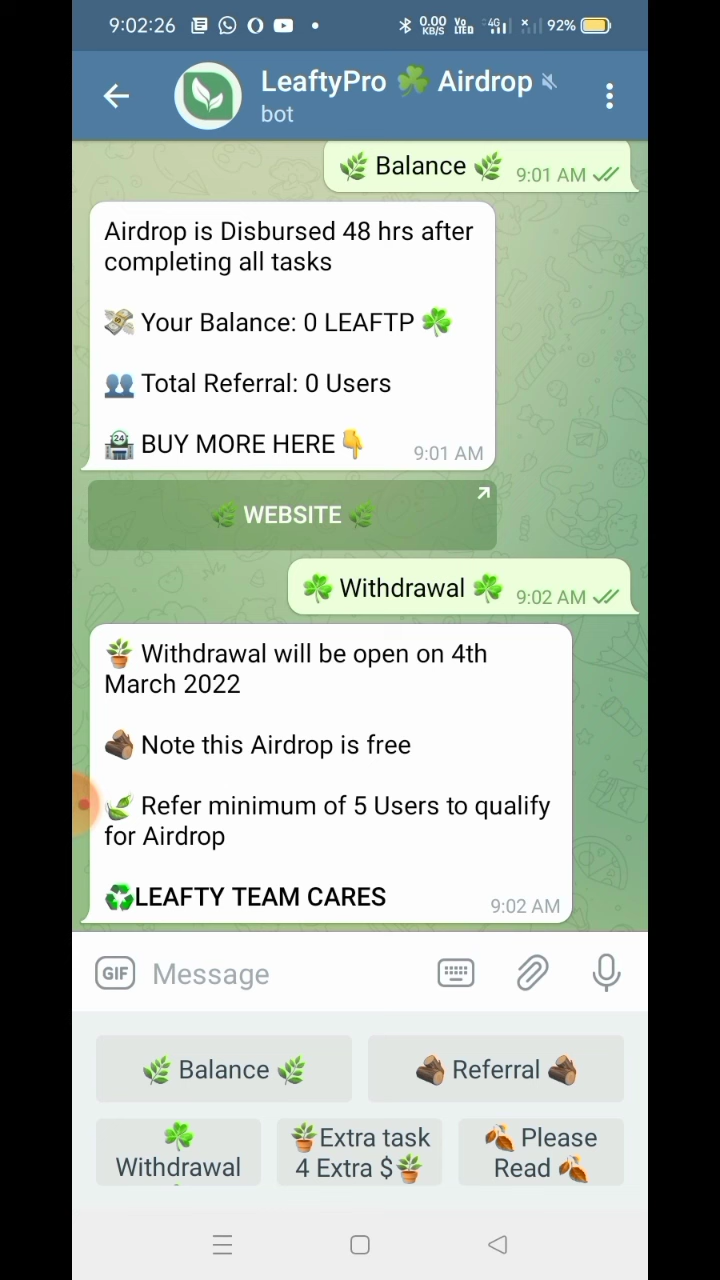 9:02:26 0.00 KB/S Vo LTED 4G 92%
LeaftyPro ☘️ Airdrop
bot
🌿 Balance 🌿 9:01 AM
Airdrop is Disbursed 48 hrs after
completing all tasks
💸 Your Balance: 0 LEAFTP ☘️
👥 Total Referral: 0 Users
🏪 BUY MORE HERE👇 9:01 AM
🌿 WEBSITE 🌿
☘️ Withdrawal ☘️ 9:02 AM
🪴 Withdrawal will be open on 4th
March 2022
🪵 Note this Airdrop is free
🍃 Refer minimum of 5 Users to qualify
for Airdrop
♻️LEAFTY TEAM CARES 9:02 AM
GIF Message
🌿 Balance 🌿
🪵 Referral 🪵
☘️
Withdrawal
🪴Extra task
4 Extra $🪴
🍂 Please
Read 🍂